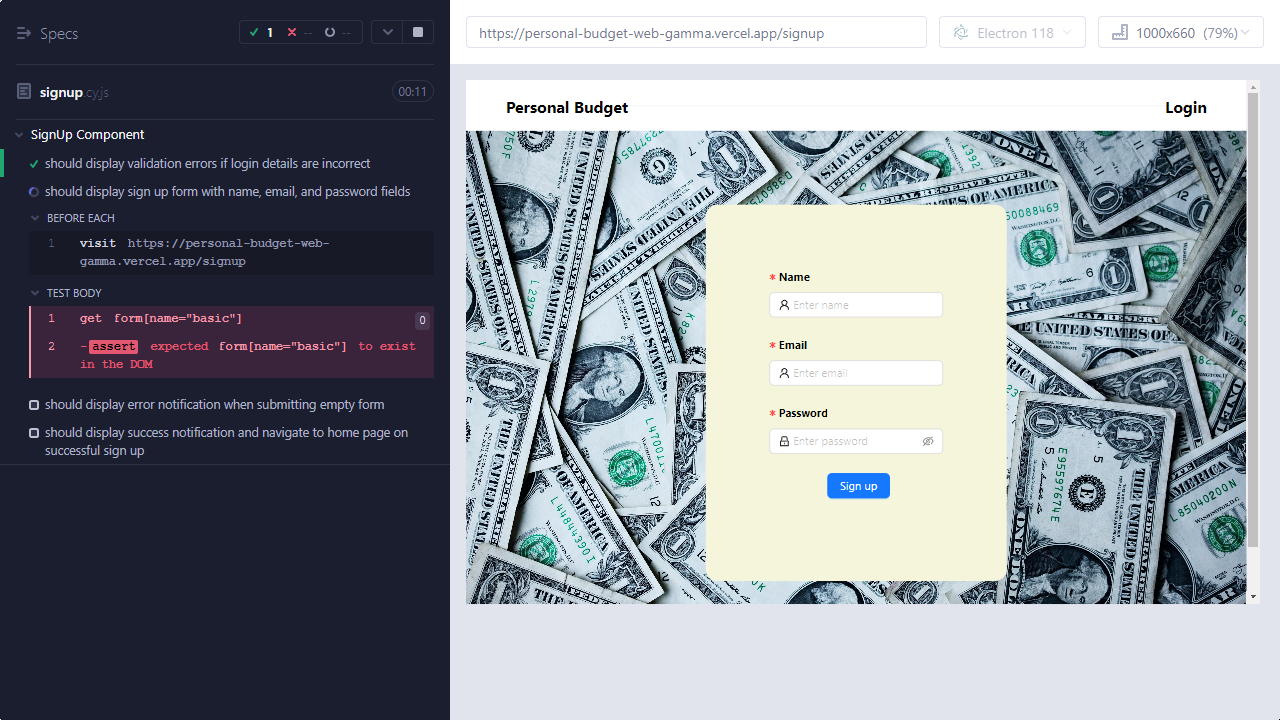 Specs
1
--
--
https://personal-budget-web-gamma.vercel.app/signup
Electron 118
1000x660 (79%)
signup.cy.js
00:11
SignUp Component
should display validation errors if login details are incorrect
should display sign up form with name, email, and password fields
BEFORE EACH
1 visit https://personal-budget-web-
gamma.vercel.app/signup
TEST BODY
1 get form[name="basic"]
0
2 -assert expected form[name="basic"] to exist
in the DOM
should display error notification when submitting empty form
should display success notification and navigate to home page on
successful sign up
Personal Budget
Login
* Name
Enter name
* Email
Enter email
* Password
Enter password
Sign up